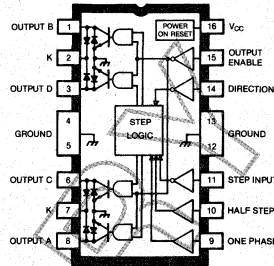 OUTPUT B 1
K 2
OUTPUT D 3
GROUND 4
5
OUTPUT C 6
K 7
OUTPUT A 8
POWER
ON RESET
STEP
LOGIC
16 VCC
15 OUTPUT
ENABLE
14 DIRECTION
13
GROUND
12
11 STEP INPUT
10 HALF STEP
9 ONE PHASE